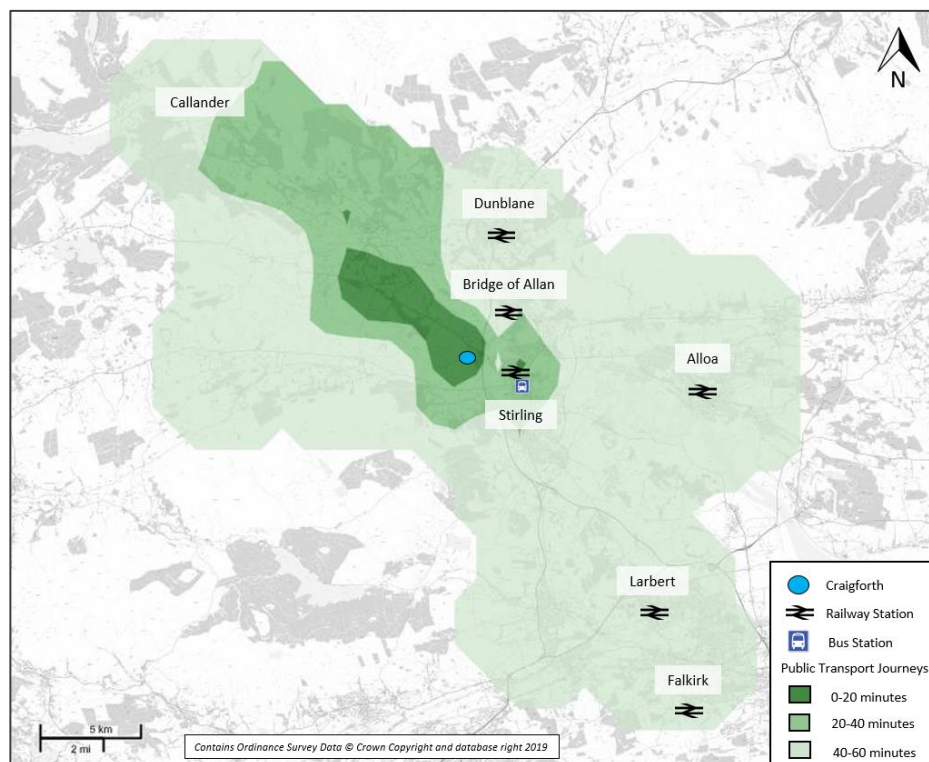 Callander
N
Dunblane
Bridge of Allan
Alloa
Stirling
Larbert
Falkirk
Craigforth
Railway Station
Bus Station
Public Transport Journeys
0-20 minutes
20-40 minutes
40-60 minutes
5 km
2 mi
Contains Ordinance Survey Data © Crown Copyright and database right 2019